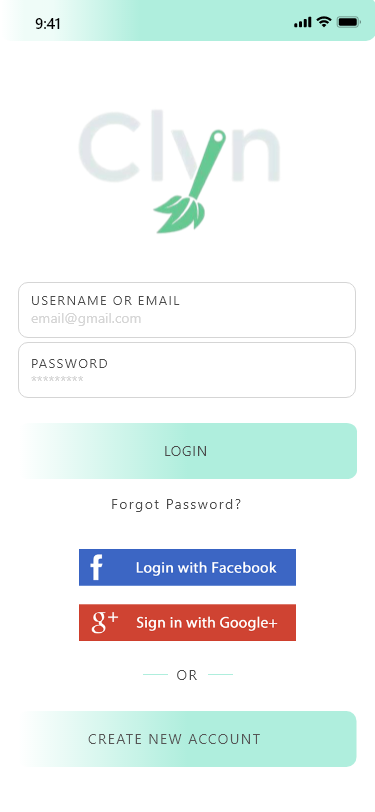 9:41
Clyn
USERNAME OR EMAIL
email@gmail.com
PASSWORD
*********
LOGIN
Forgot Password?
f Login with Facebook
g+ Sign in with Google+
OR
CREATE NEW ACCOUNT